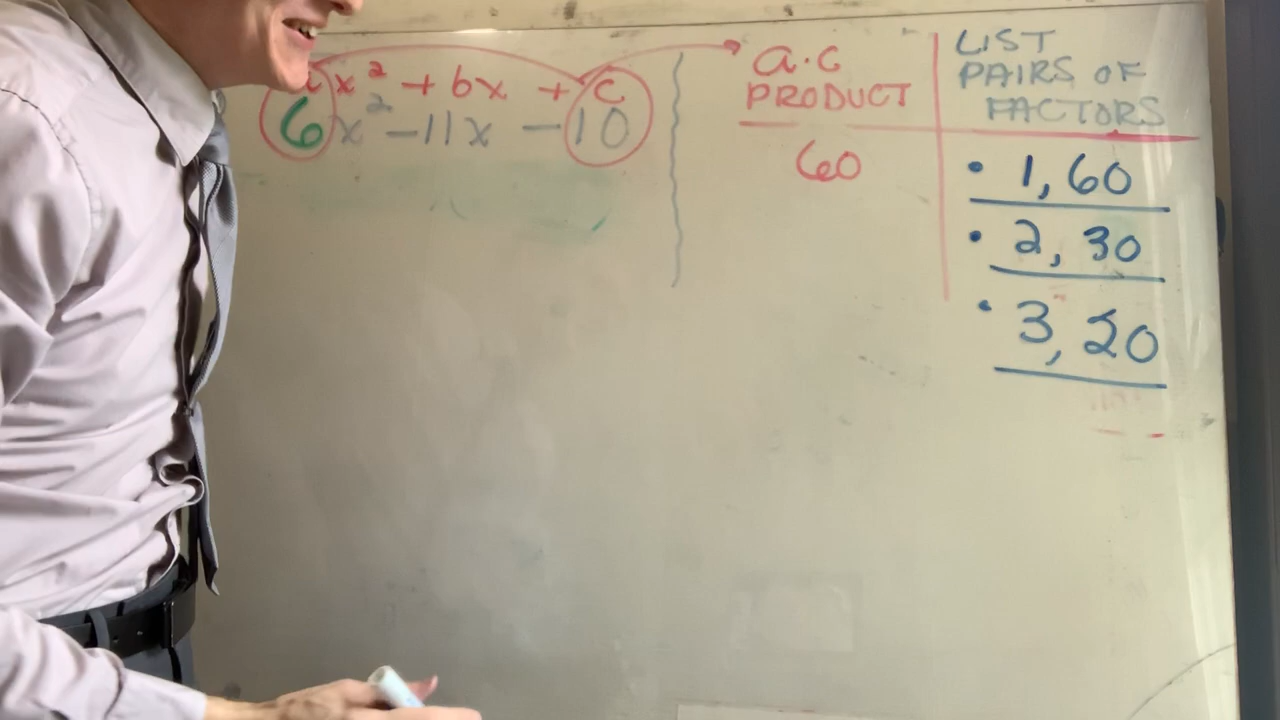 ax² + bx + c
6x² -11x -10
a.c
PRODUCT
60
LIST
PAIRS OF
FACTORS
• 1, 60
• 2, 30
• 3, 20